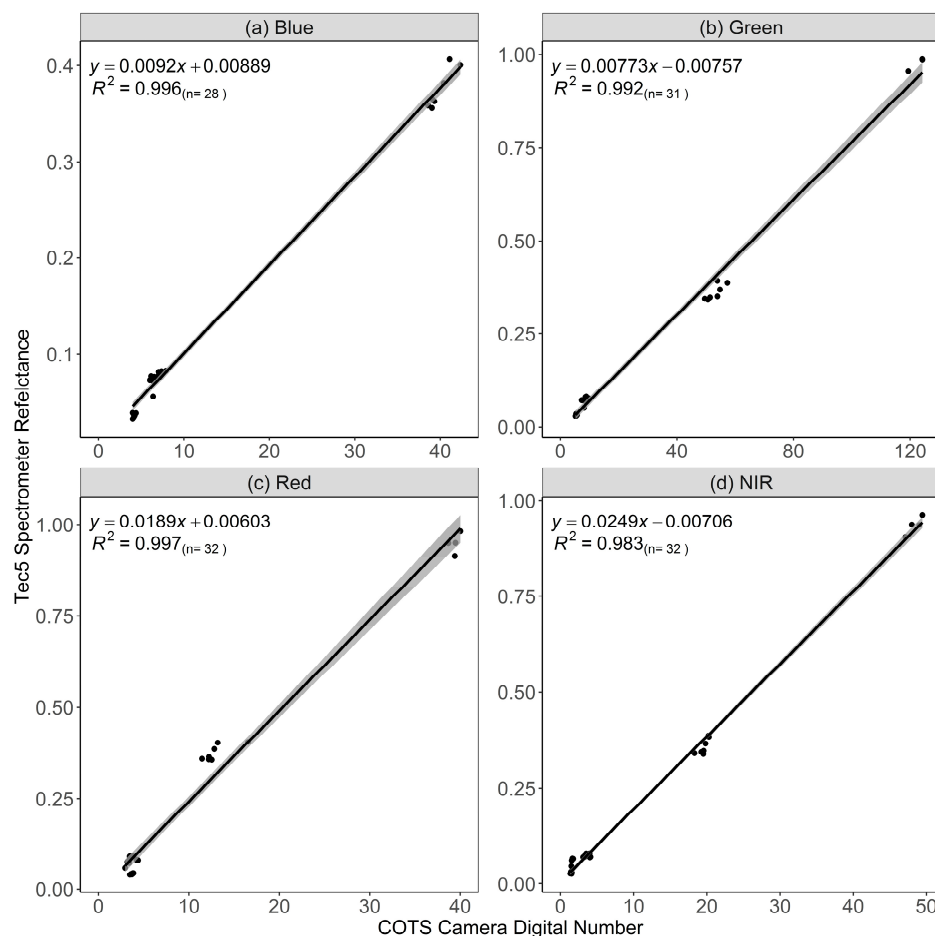 (a) Blue
(b) Green
y = 0.0092x + 0.00889
R² = 0.996 (n= 28 )
y = 0.00773x − 0.00757
R² = 0.992 (n= 31 )
0.4
0.3
0.2
0.1
1.00
0.75
0.50
0.25
0.00
0 10 20 30 40
0 40 80 120
(c) Red
(d) NIR
y = 0.0189x + 0.00603
R² = 0.997 (n= 32 )
y = 0.0249x − 0.00706
R² = 0.983 (n= 32 )
1.00
0.75
0.50
0.25
0.00
1.00
0.75
0.50
0.25
0.00
0 10 20 30 40
0 10 20 30 40 50
Tec5 Spectrometer Refelctance
COTS Camera Digital Number